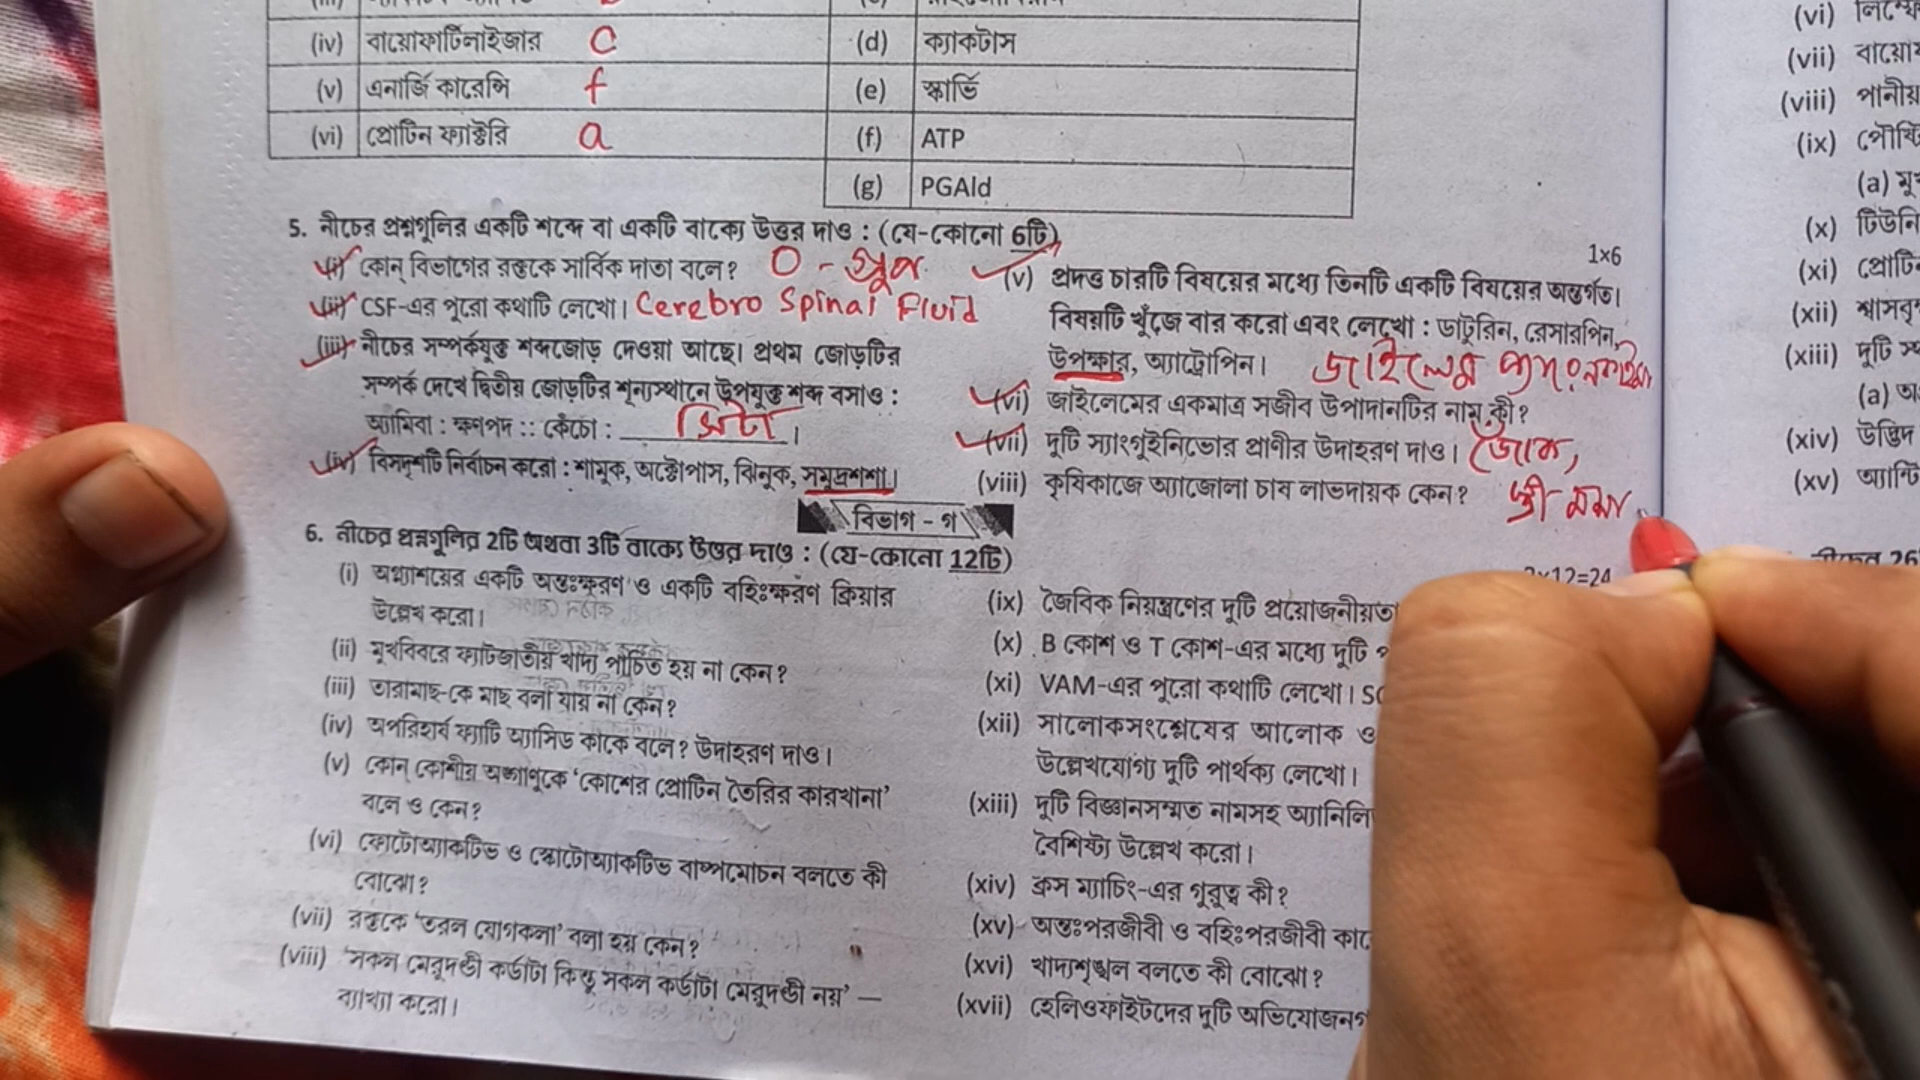 (iv) বায়োফার্টিলাইজার c (d) ক্যাকটাস
(v) এনার্জি কারেন্সি f (e) স্কার্ভি
(vi) প্রোটিন ফ্যাক্টরি a (f) ATP
(g) PGAld
5. নীচের প্রশ্নগুলির একটি শব্দে বা একটি বাক্যে উত্তর দাও : (যে-কোনো 6টি)
1×6
(i) কোন্ বিভাগের রক্তকে সার্বিক দাতা বলে? O - গ্রুপ
(ii) CSF-এর পুরো কথাটি লেখো। Cerebro Spinal Fluid
(iii) নীচের সম্পর্কযুক্ত শব্দজোড় দেওয়া আছে। প্রথম জোড়টির
সম্পর্ক দেখে দ্বিতীয় জোড়টির শূন্যস্থানে উপযুক্ত শব্দ বসাও :
অ্যামিবা : ক্ষণপদ :: কেঁচো : সিটা ।
(iv) বিসদৃশটি নির্বাচন করো : শামুক, অক্টোপাস, ঝিনুক, সমুদ্রশশা।
(v) প্রদত্ত চারটি বিষয়ের মধ্যে তিনটি একটি বিষয়ের অন্তর্গত।
বিষয়টি খুঁজে বার করো এবং লেখো : ডাটুরিন, রেসারপিন,
উপক্ষার, অ্যাট্রোপিন। জাইলেম
(vi) জাইলেমের একমাত্র সজীব উপাদানটির নাম কী?
(vii) দুটি স্যাংগুইনিভোর প্রাণীর উদাহরণ দাও। জোঁক,
(viii) কৃষিকাজে অ্যাজোলা চাষ লাভদায়ক কেন? স্ত্রী মশা
বিভাগ - গ
6. নীচের প্রশ্নগুলির 2টি অথবা 3টি বাক্যে উত্তর দাও : (যে-কোনো 12টি)
2×12=24
(i) অগ্ন্যাশয়ের একটি অন্তঃক্ষরণ ও একটি বহিঃক্ষরণ ক্রিয়ার
উল্লেখ করো।
(ii) মুখবিবরে ফ্যাটজাতীয় খাদ্য পাচিত হয় না কেন?
(iii) তারামাছ-কে মাছ বলা যায় না কেন?
(iv) অপরিহার্য ফ্যাটি অ্যাসিড কাকে বলে? উদাহরণ দাও।
(v) কোন্ কোশীয় অঙ্গাণুকে ‘কোশের প্রোটিন তৈরির কারখানা’
বলে ও কেন?
(vi) ফোটোঅ্যাকটিভ ও স্কোটোঅ্যাকটিভ বাষ্পমোচন বলতে কী
বোঝো?
(vii) রক্তকে ‘তরল যোগকলা’ বলা হয় কেন?
(viii) ‘সকল মেরুদণ্ডী কর্ডাটা কিন্তু সকল কর্ডাটা মেরুদণ্ডী নয়’ —
ব্যাখ্যা করো।
(ix) জৈবিক নিয়ন্ত্রণের দুটি প্রয়োজনীয়তা
(x) B কোশ ও T কোশ-এর মধ্যে দুটি
(xi) VAM-এর পুরো কথাটি লেখো।
(xii) সালোকসংশ্লেষের আলোক ও
উল্লেখযোগ্য দুটি পার্থক্য লেখো।
(xiii) দুটি বিজ্ঞানসম্মত নামসহ
বৈশিষ্ট্য উল্লেখ করো।
(xiv) ক্রস ম্যাচিং-এর গুরুত্ব কী?
(xv) অন্তঃপরজীবী ও বহিঃপরজীবী
(xvi) খাদ্যশৃঙ্খল বলতে কী বোঝো?
(xvii) হেলিওফাইটদের দুটি
(vi)
(vii)
(viii) পানীয়
(ix)
(a)
(x)
(xi)
(xii)
(xiii) দুটি
(a)
(xiv) উদ্ভিদ
(xv)